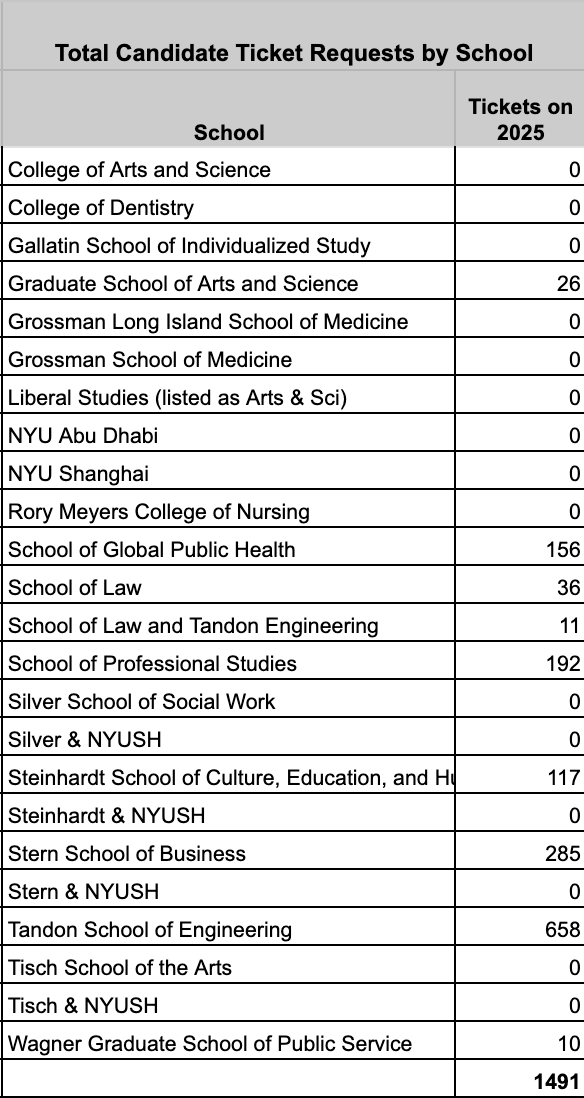 Total Candidate Ticket Requests by School
School Tickets on 2025
College of Arts and Science 0
College of Dentistry 0
Gallatin School of Individualized Study 0
Graduate School of Arts and Science 26
Grossman Long Island School of Medicine 0
Grossman School of Medicine 0
Liberal Studies (listed as Arts & Sci) 0
NYU Abu Dhabi 0
NYU Shanghai 0
Rory Meyers College of Nursing 0
School of Global Public Health 156
School of Law 36
School of Law and Tandon Engineering 11
School of Professional Studies 192
Silver School of Social Work 0
Silver & NYUSH 0
Steinhardt School of Culture, Education, and Hu 117
Steinhardt & NYUSH 0
Stern School of Business 285
Stern & NYUSH 0
Tandon School of Engineering 658
Tisch School of the Arts 0
Tisch & NYUSH 0
Wagner Graduate School of Public Service 10
1491